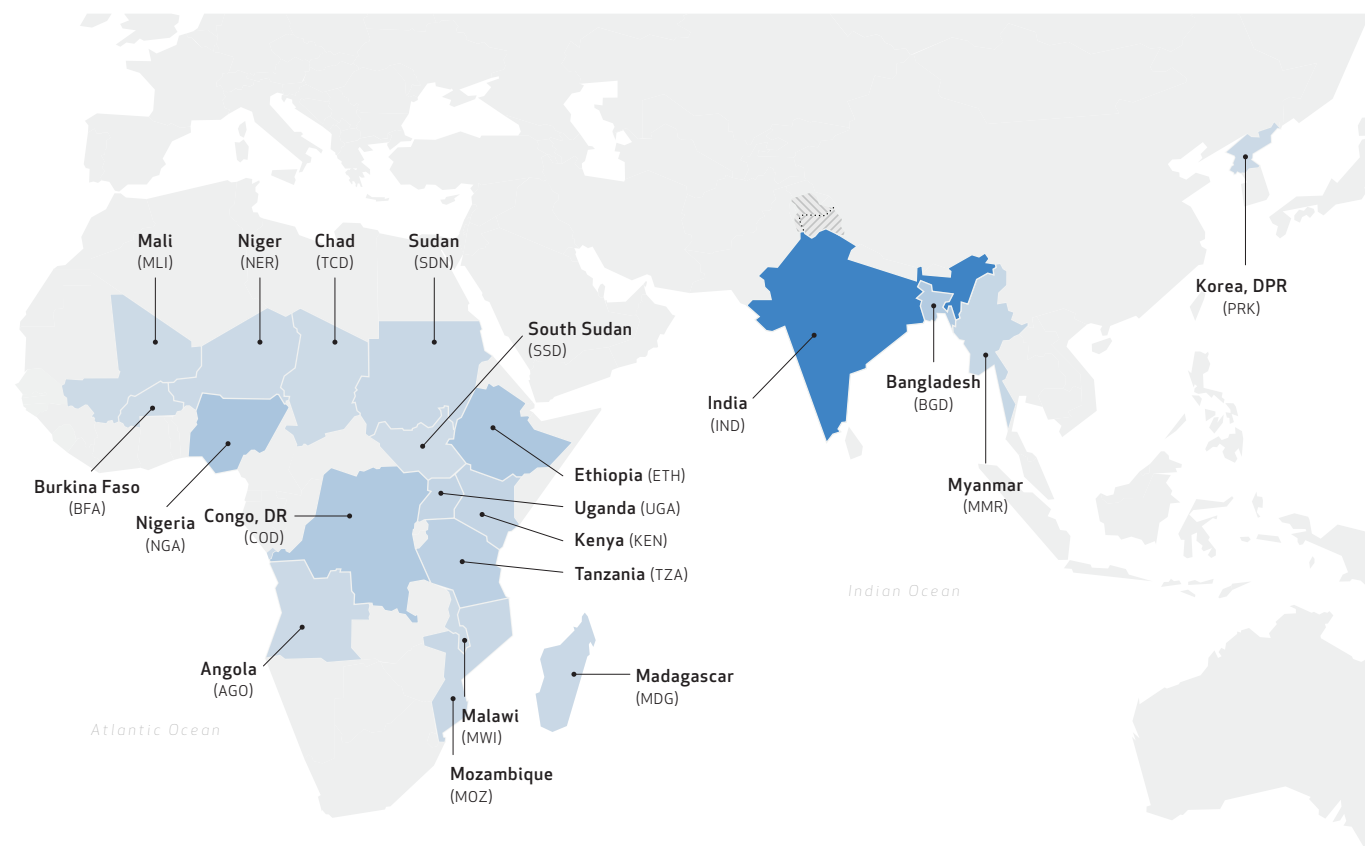 Mali
(MLI)
Niger
(NER)
Chad
(TCD)
Sudan
(SDN)
South Sudan
(SSD)
Korea, DPR
(PRK)
India
(IND)
Bangladesh
(BGD)
Burkina Faso
(BFA)
Nigeria
(NGA)
Congo, DR
(COD)
Ethiopia (ETH)
Uganda (UGA)
Kenya (KEN)
Tanzania (TZA)
Myanmar
(MMR)
Indian Ocean
Angola
(AGO)
Madagascar
(MDG)
Atlantic Ocean
Malawi
(MWI)
Mozambique
(MOZ)